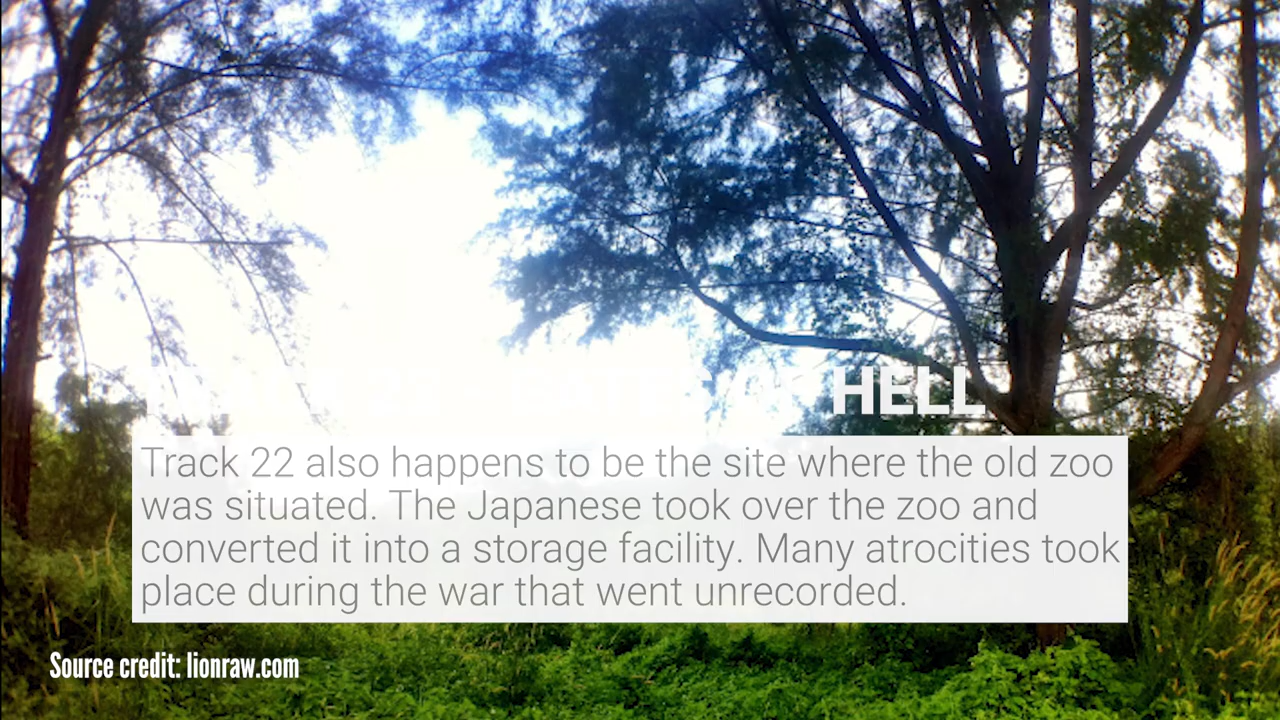 HELL
Track 22 also happens to be the site where the old zoo
was situated. The Japanese took over the zoo and
converted it into a storage facility. Many atrocities took
place during the war that went unrecorded.
Source credit: lionraw.com